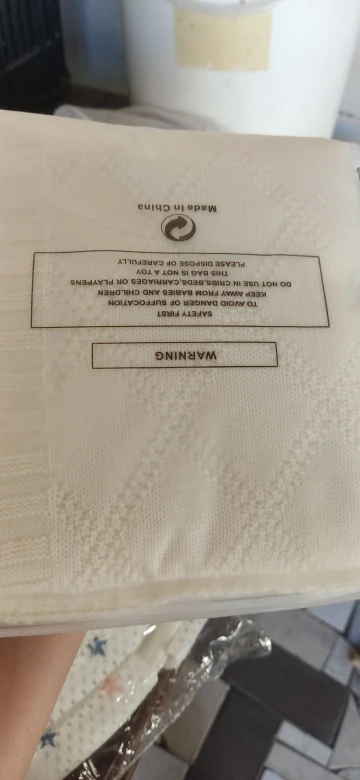 WARNING
SAFETY FIRST
TO AVOID DANGER OF SUFFOCATION
KEEP AWAY FROM BABIES AND CHILDREN
DO NOT IN USE IN CRIBS,BEDS,CARRIAGES OR PLAYPENS
THIS BAG IS NOT A TOY
PLEASE DISPOSE OF CAREFULLY
Made in China